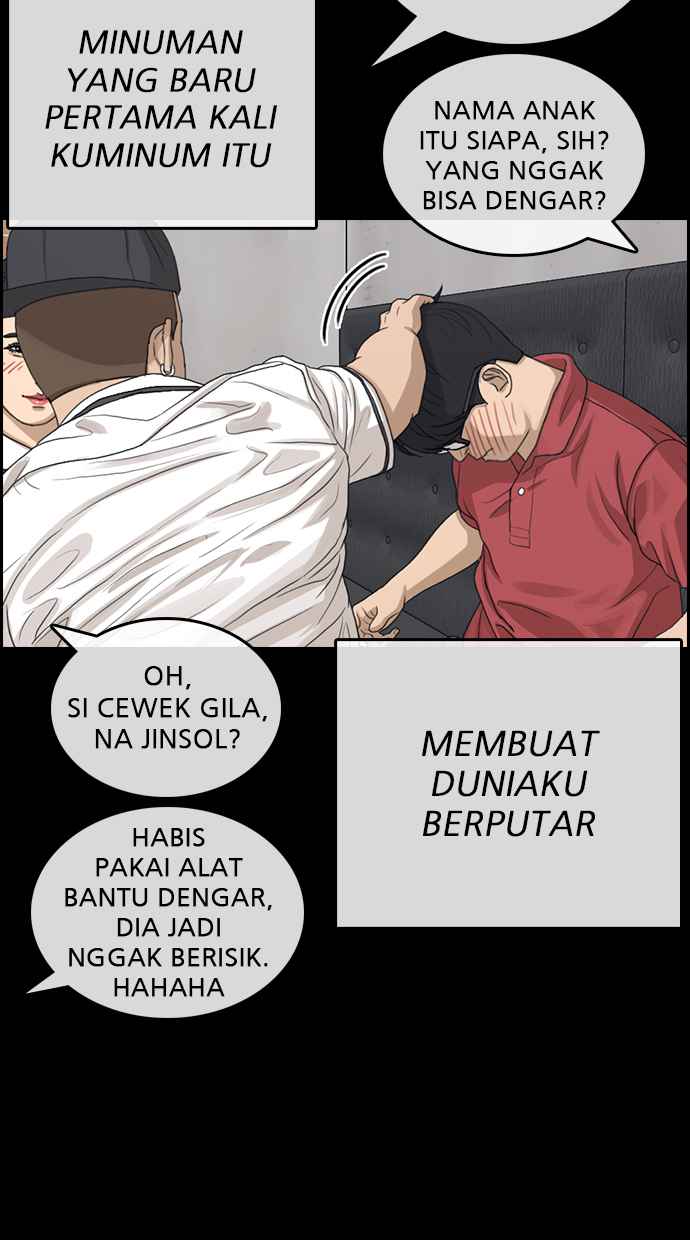 MINUMAN
YANG BARU
PERTAMA KALI
KUMINUM ITU
NAMA ANAK
ITU SIAPA, SIH?
YANG NGGAK
BISA DENGAR?
OH,
SI CEWEK GILA,
NA JINSOL?
MEMBUAT
DUNIAKU
BERPUTAR
HABIS
PAKAI ALAT
BANTU DENGAR,
DIA JADI
NGGAK BERISIK.
HAHAHA